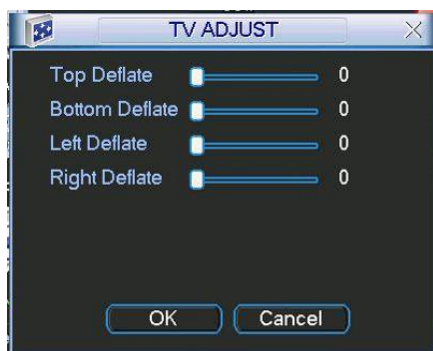 TV ADJUST
Top Deflate 0
Bottom Deflate 0
Left Deflate 0
Right Deflate 0
OK Cancel